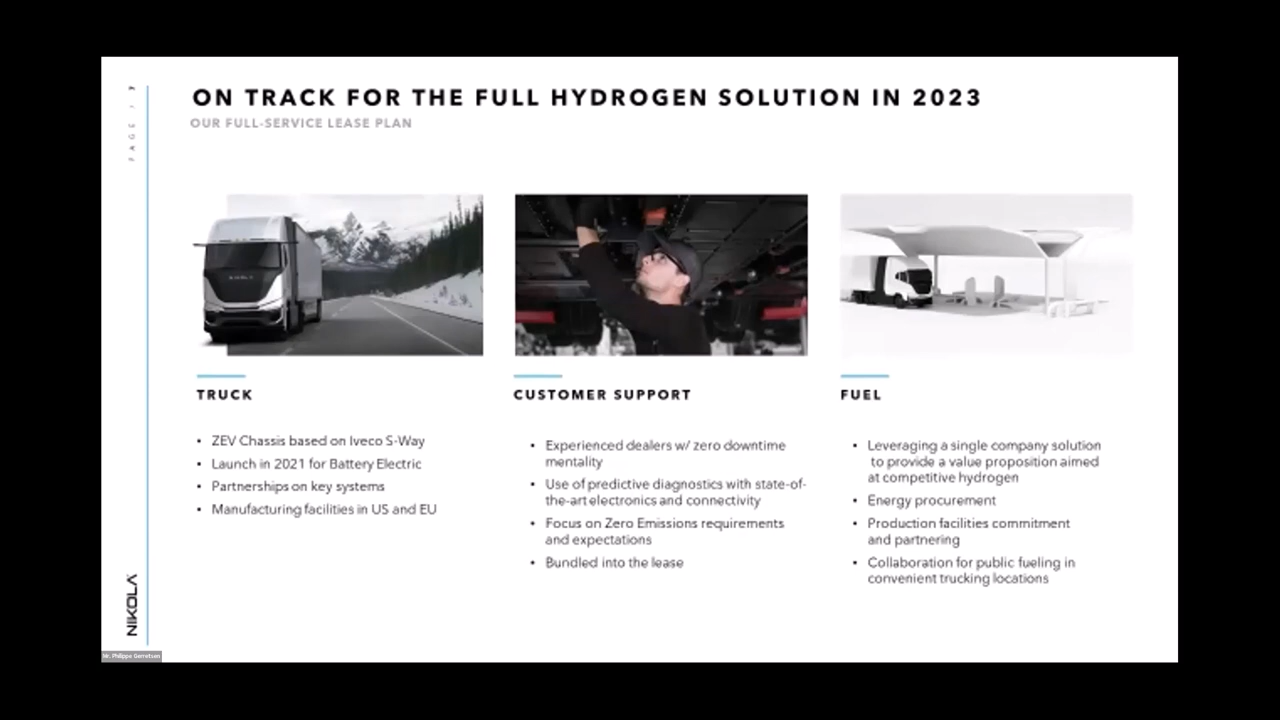 PAGE /
ON TRACK FOR THE FULL HYDROGEN SOLUTION IN 2023
OUR FULL-SERVICE LEASE PLAN
TRUCK
• ZEV Chassis based on Iveco S-Way
• Launch in 2021 for Battery Electric
• Partnerships on key systems
• Manufacturing facilities in US and EU
CUSTOMER SUPPORT
• Experienced dealers w/ zero downtime
mentality
• Use of predictive diagnostics with state-of-
the-art electronics and connectivity
• Focus on Zero Emissions requirements
and expectations
• Bundled into the lease
FUEL
• Leveraging a single company solution
to provide a value proposition aimed
at competitive hydrogen
• Energy procurement
• Production facilities commitment
and partnering
• Collaboration for public fueling in
convenient trucking locations
NIKOLA
Mr. Philippe